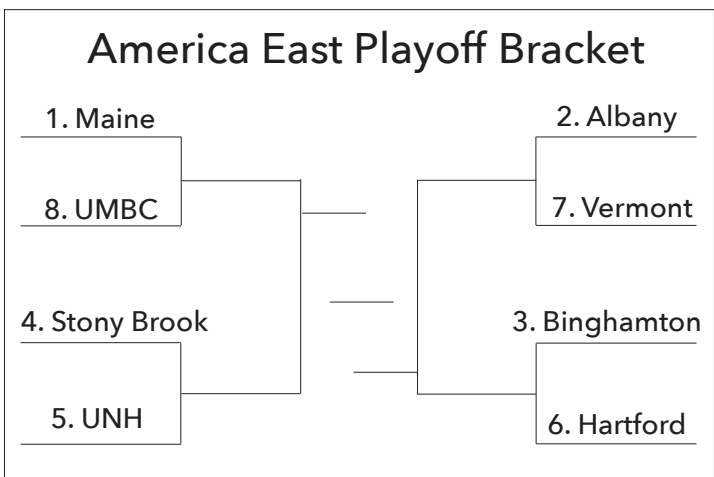 America East Playoff Bracket
1. Maine
8. UMBC
4. Stony Brook
5. UNH
2. Albany
7. Vermont
3. Binghamton
6. Hartford